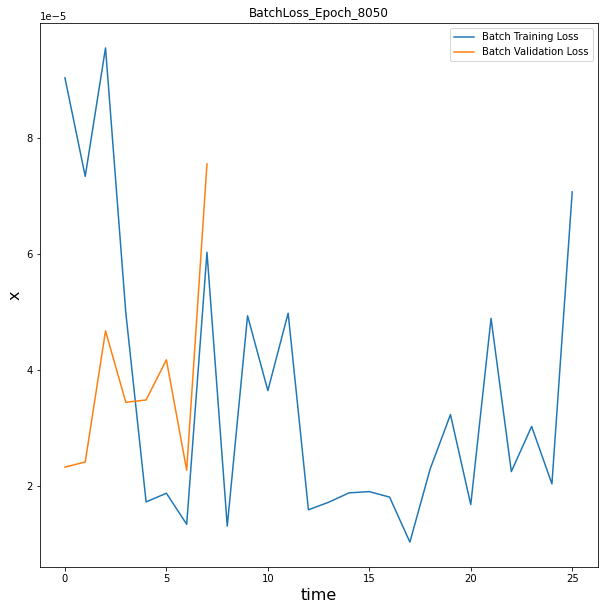 BatchLoss_Epoch_8050
1e−5
Batch Training Loss
Batch Validation Loss
8
6
4
2
x
0 5 10 15 20 25
time